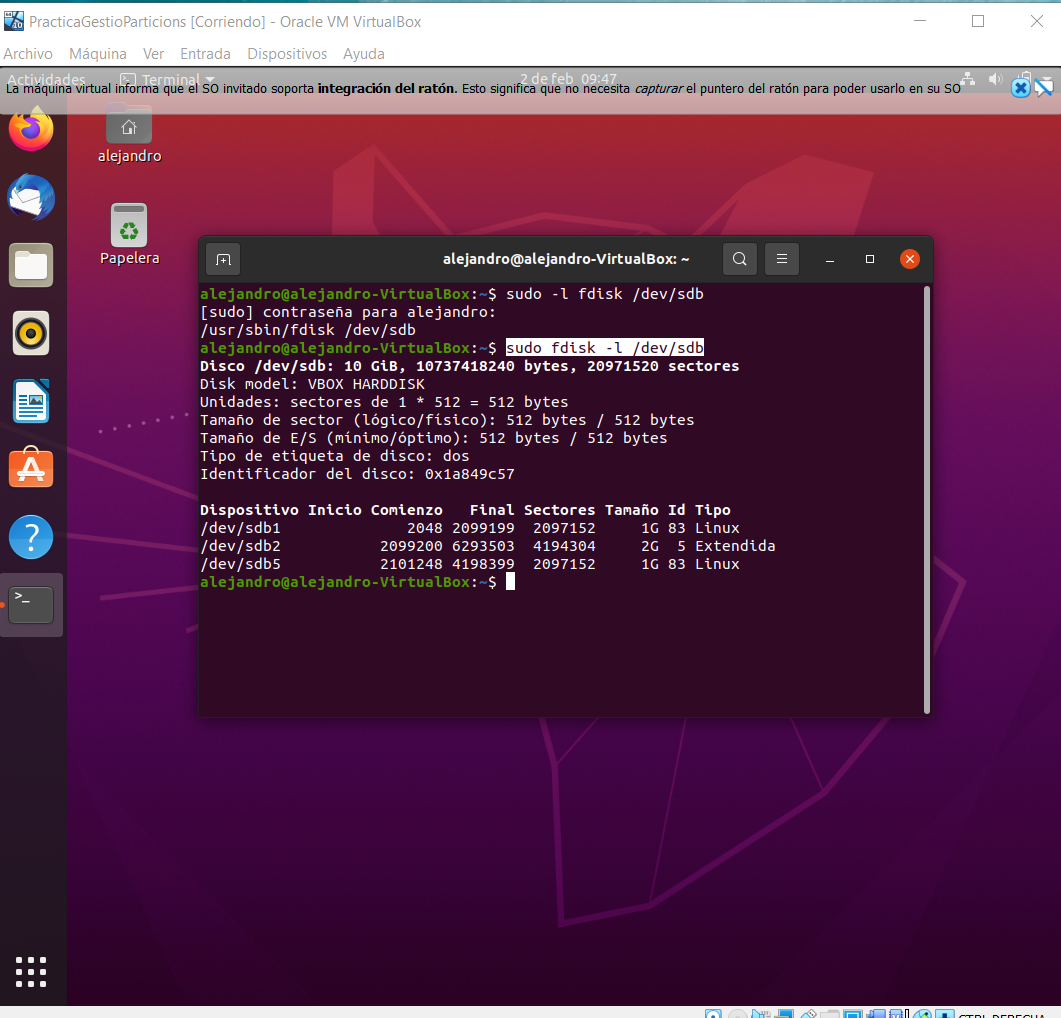 PracticaGestioParticions [Corriendo] - Oracle VM VirtualBox
Archivo Máquina Ver Entrada Dispositivos Ayuda
Actividades Terminal 2 de feb 09:47
La máquina virtual informa que el SO invitado soporta integración del ratón. Esto significa que no necesita capturar el puntero del ratón para poder usarlo en su SO
alejandro
Papelera
alejandro@alejandro-VirtualBox: ~
alejandro@alejandro-VirtualBox:~$ sudo -l fdisk /dev/sdb
[sudo] contraseña para alejandro:
/usr/sbin/fdisk /dev/sdb
alejandro@alejandro-VirtualBox:~$ sudo fdisk -l /dev/sdb
Disco /dev/sdb: 10 GiB, 10737418240 bytes, 20971520 sectores
Disk model: VBOX HARDDISK
Unidades: sectores de 1 * 512 = 512 bytes
Tamaño de sector (lógico/físico): 512 bytes / 512 bytes
Tamaño de E/S (mínimo/óptimo): 512 bytes / 512 bytes
Tipo de etiqueta de disco: dos
Identificador del disco: 0x1a849c57
Dispositivo Inicio Comienzo Final Sectores Tamaño Id Tipo
/dev/sdb1 2048 2099199 2097152 1G 83 Linux
/dev/sdb2 2099200 6293503 4194304 2G 5 Extendida
/dev/sdb5 2101248 4198399 2097152 1G 83 Linux
alejandro@alejandro-VirtualBox:~$
CTRL DERECHA